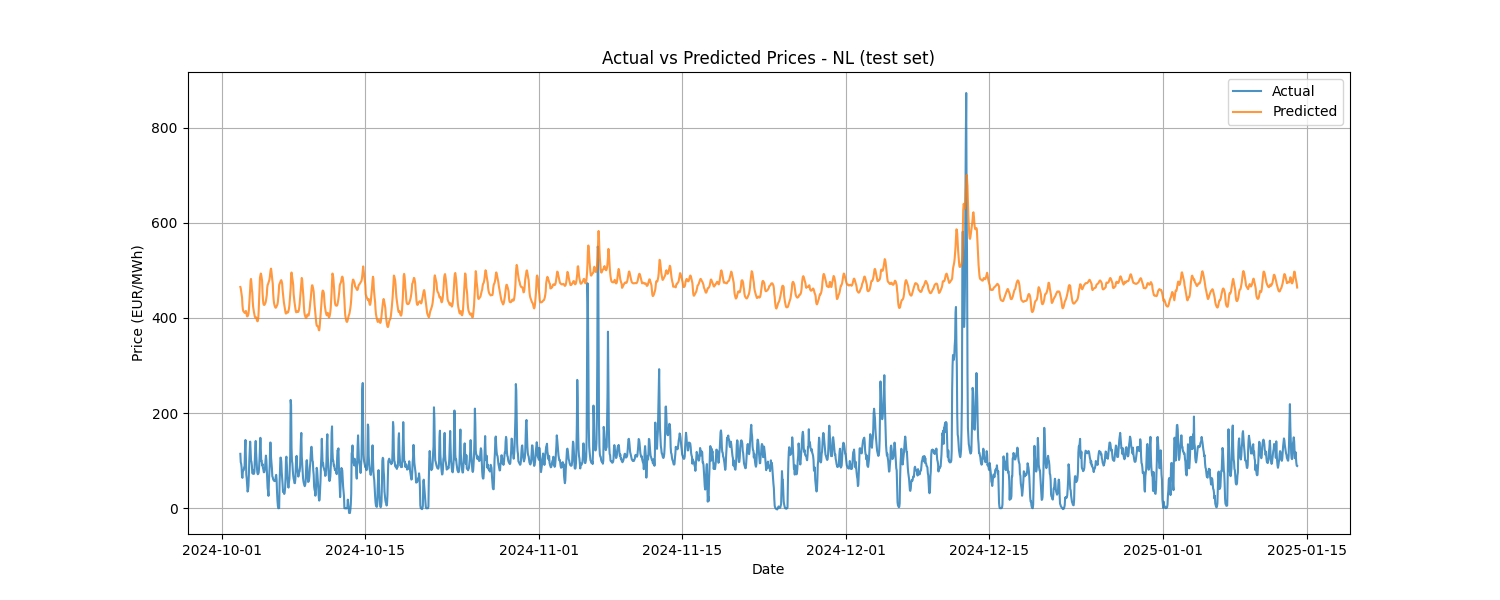 Actual vs Predicted Prices - NL (test set)
Actual
Predicted
Price (EUR/MWh)
800
600
400
200
0
2024-10-01 2024-10-15 2024-11-01 2024-11-15 2024-12-01 2024-12-15 2025-01-01 2025-01-15
Date